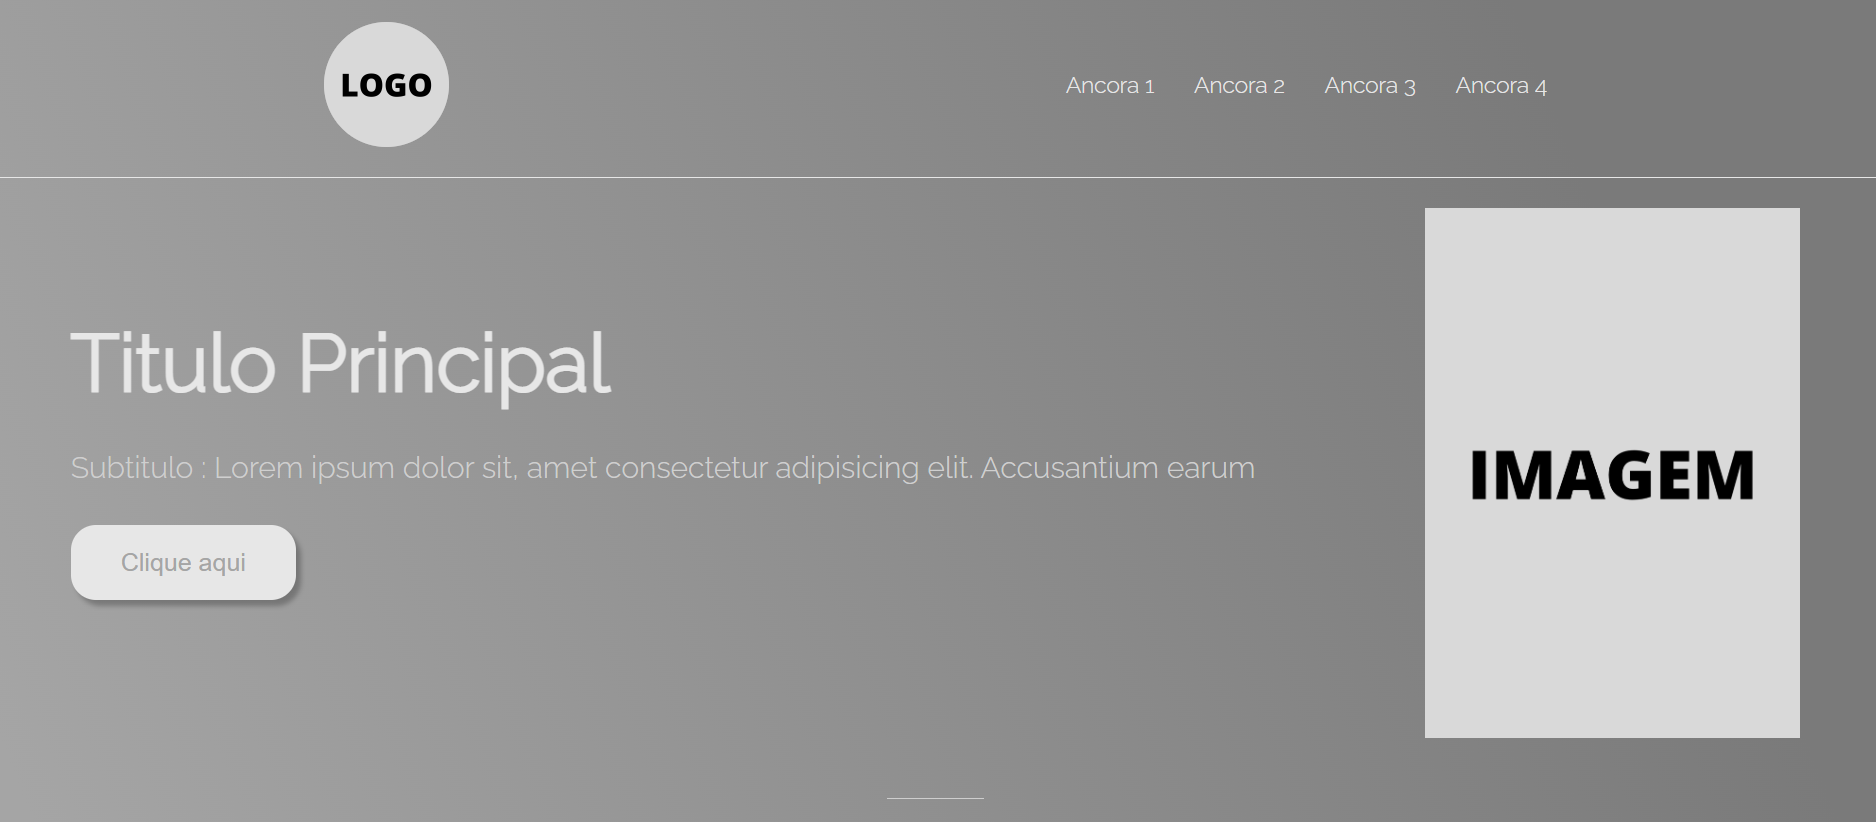 LOGO
Ancora 1 Ancora 2 Ancora 3 Ancora 4
Titulo Principal
Subtitulo : Lorem ipsum dolor sit, amet consectetur adipisicing elit. Accusantium earum
Clique aqui
IMAGEM